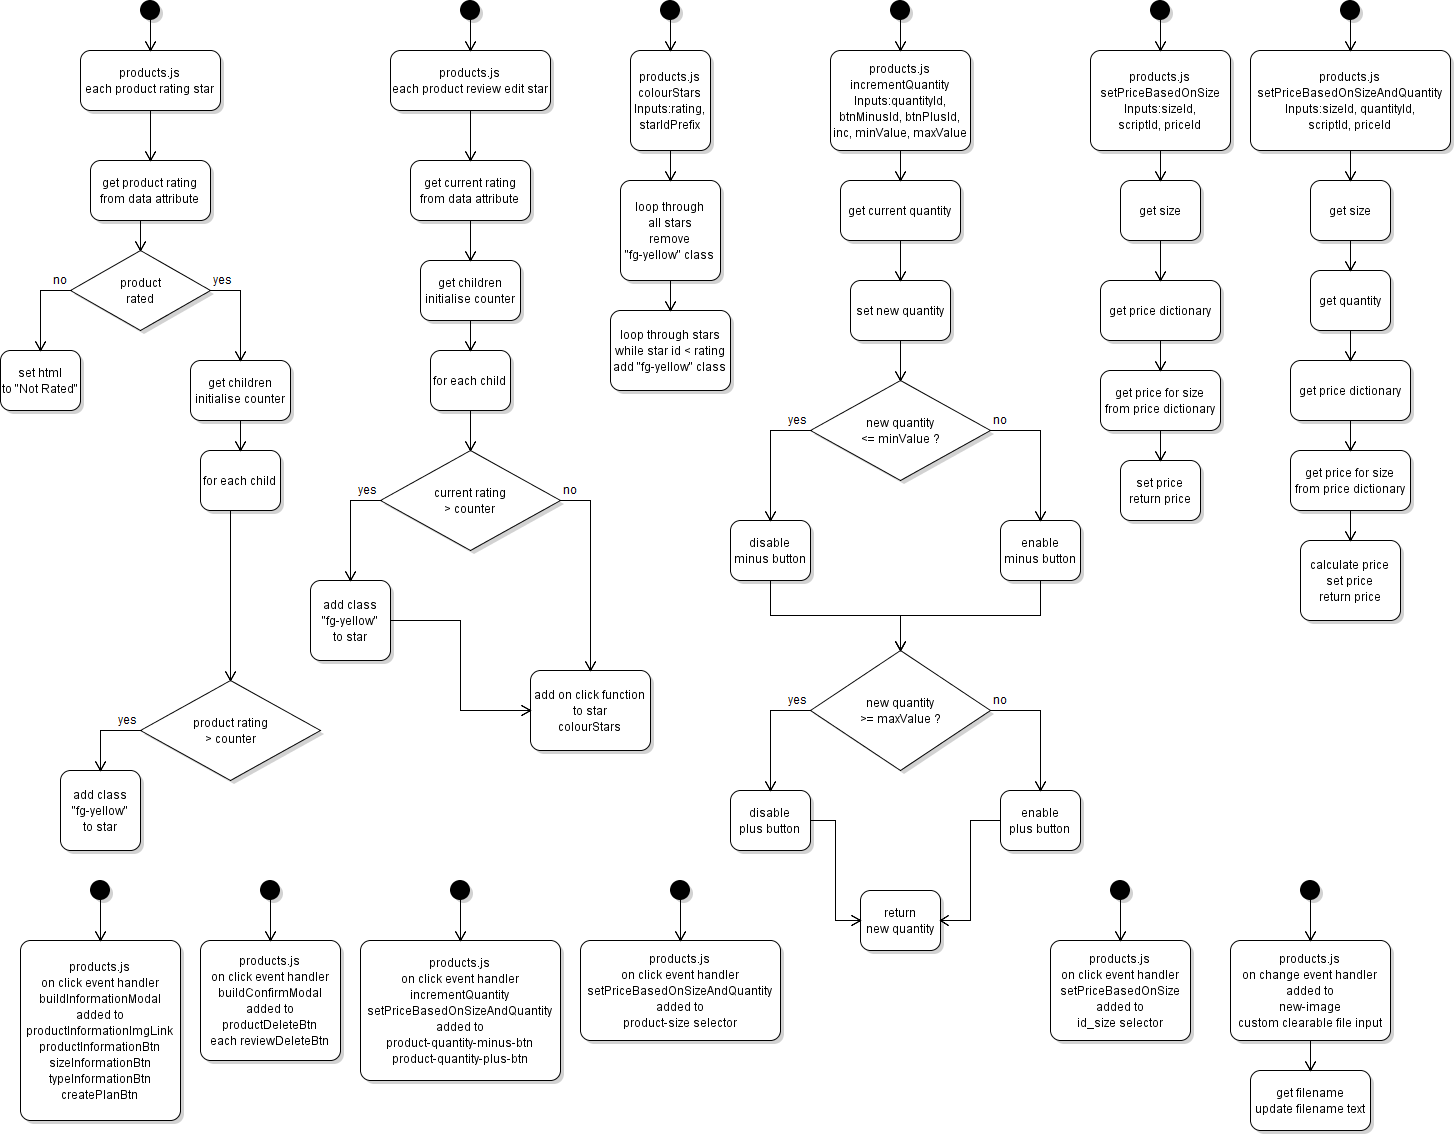 products.js
each product rating star
get product rating
from data attribute
product
rated
no
yes
set html
to "Not Rated"
get children
initialise counter
for each child
product rating
> counter
yes
add class
"fg-yellow"
to star
products.js
each product review edit star
get current rating
from data attribute
get children
initialise counter
for each child
current rating
> counter
yes
no
add class
"fg-yellow"
to star
add on click function
to star
colourStars
products.js
colourStars
Inputs:rating,
starIdPrefix
loop through
all stars
remove
"fg-yellow" class
loop through stars
while star id < rating
add "fg-yellow" class
products.js
incrementQuantity
Inputs:quantityId,
btnMinusId, btnPlusId,
inc, minValue, maxValue
get current quantity
set new quantity
new quantity
<= minValue ?
yes
no
disable
minus button
enable
minus button
new quantity
>= maxValue ?
yes
no
disable
plus button
enable
plus button
return
new quantity
products.js
setPriceBasedOnSize
Inputs:sizeId,
scriptId, priceId
get size
get price dictionary
get price for size
from price dictionary
set price
return price
products.js
setPriceBasedOnSizeAndQuantity
Inputs:sizeId, quantityId,
scriptId, priceId
get size
get quantity
get price dictionary
get price for size
from price dictionary
calculate price
set price
return price
products.js
on click event handler
buildInformationModal
added to
productInformationImgLink
productInformationBtn
sizeInformationBtn
typeInformationBtn
createPlanBtn
products.js
on click event handler
buildConfirmModal
added to
productDeleteBtn
each reviewDeleteBtn
products.js
on click event handler
incrementQuantity
setPriceBasedOnSizeAndQuantity
added to
product-quantity-minus-btn
product-quantity-plus-btn
products.js
on click event handler
setPriceBasedOnSizeAndQuantity
added to
product-size selector
products.js
on click event handler
setPriceBasedOnSize
added to
id_size selector
products.js
on change event handler
added to
new-image
custom clearable file input
get filename
update filename text